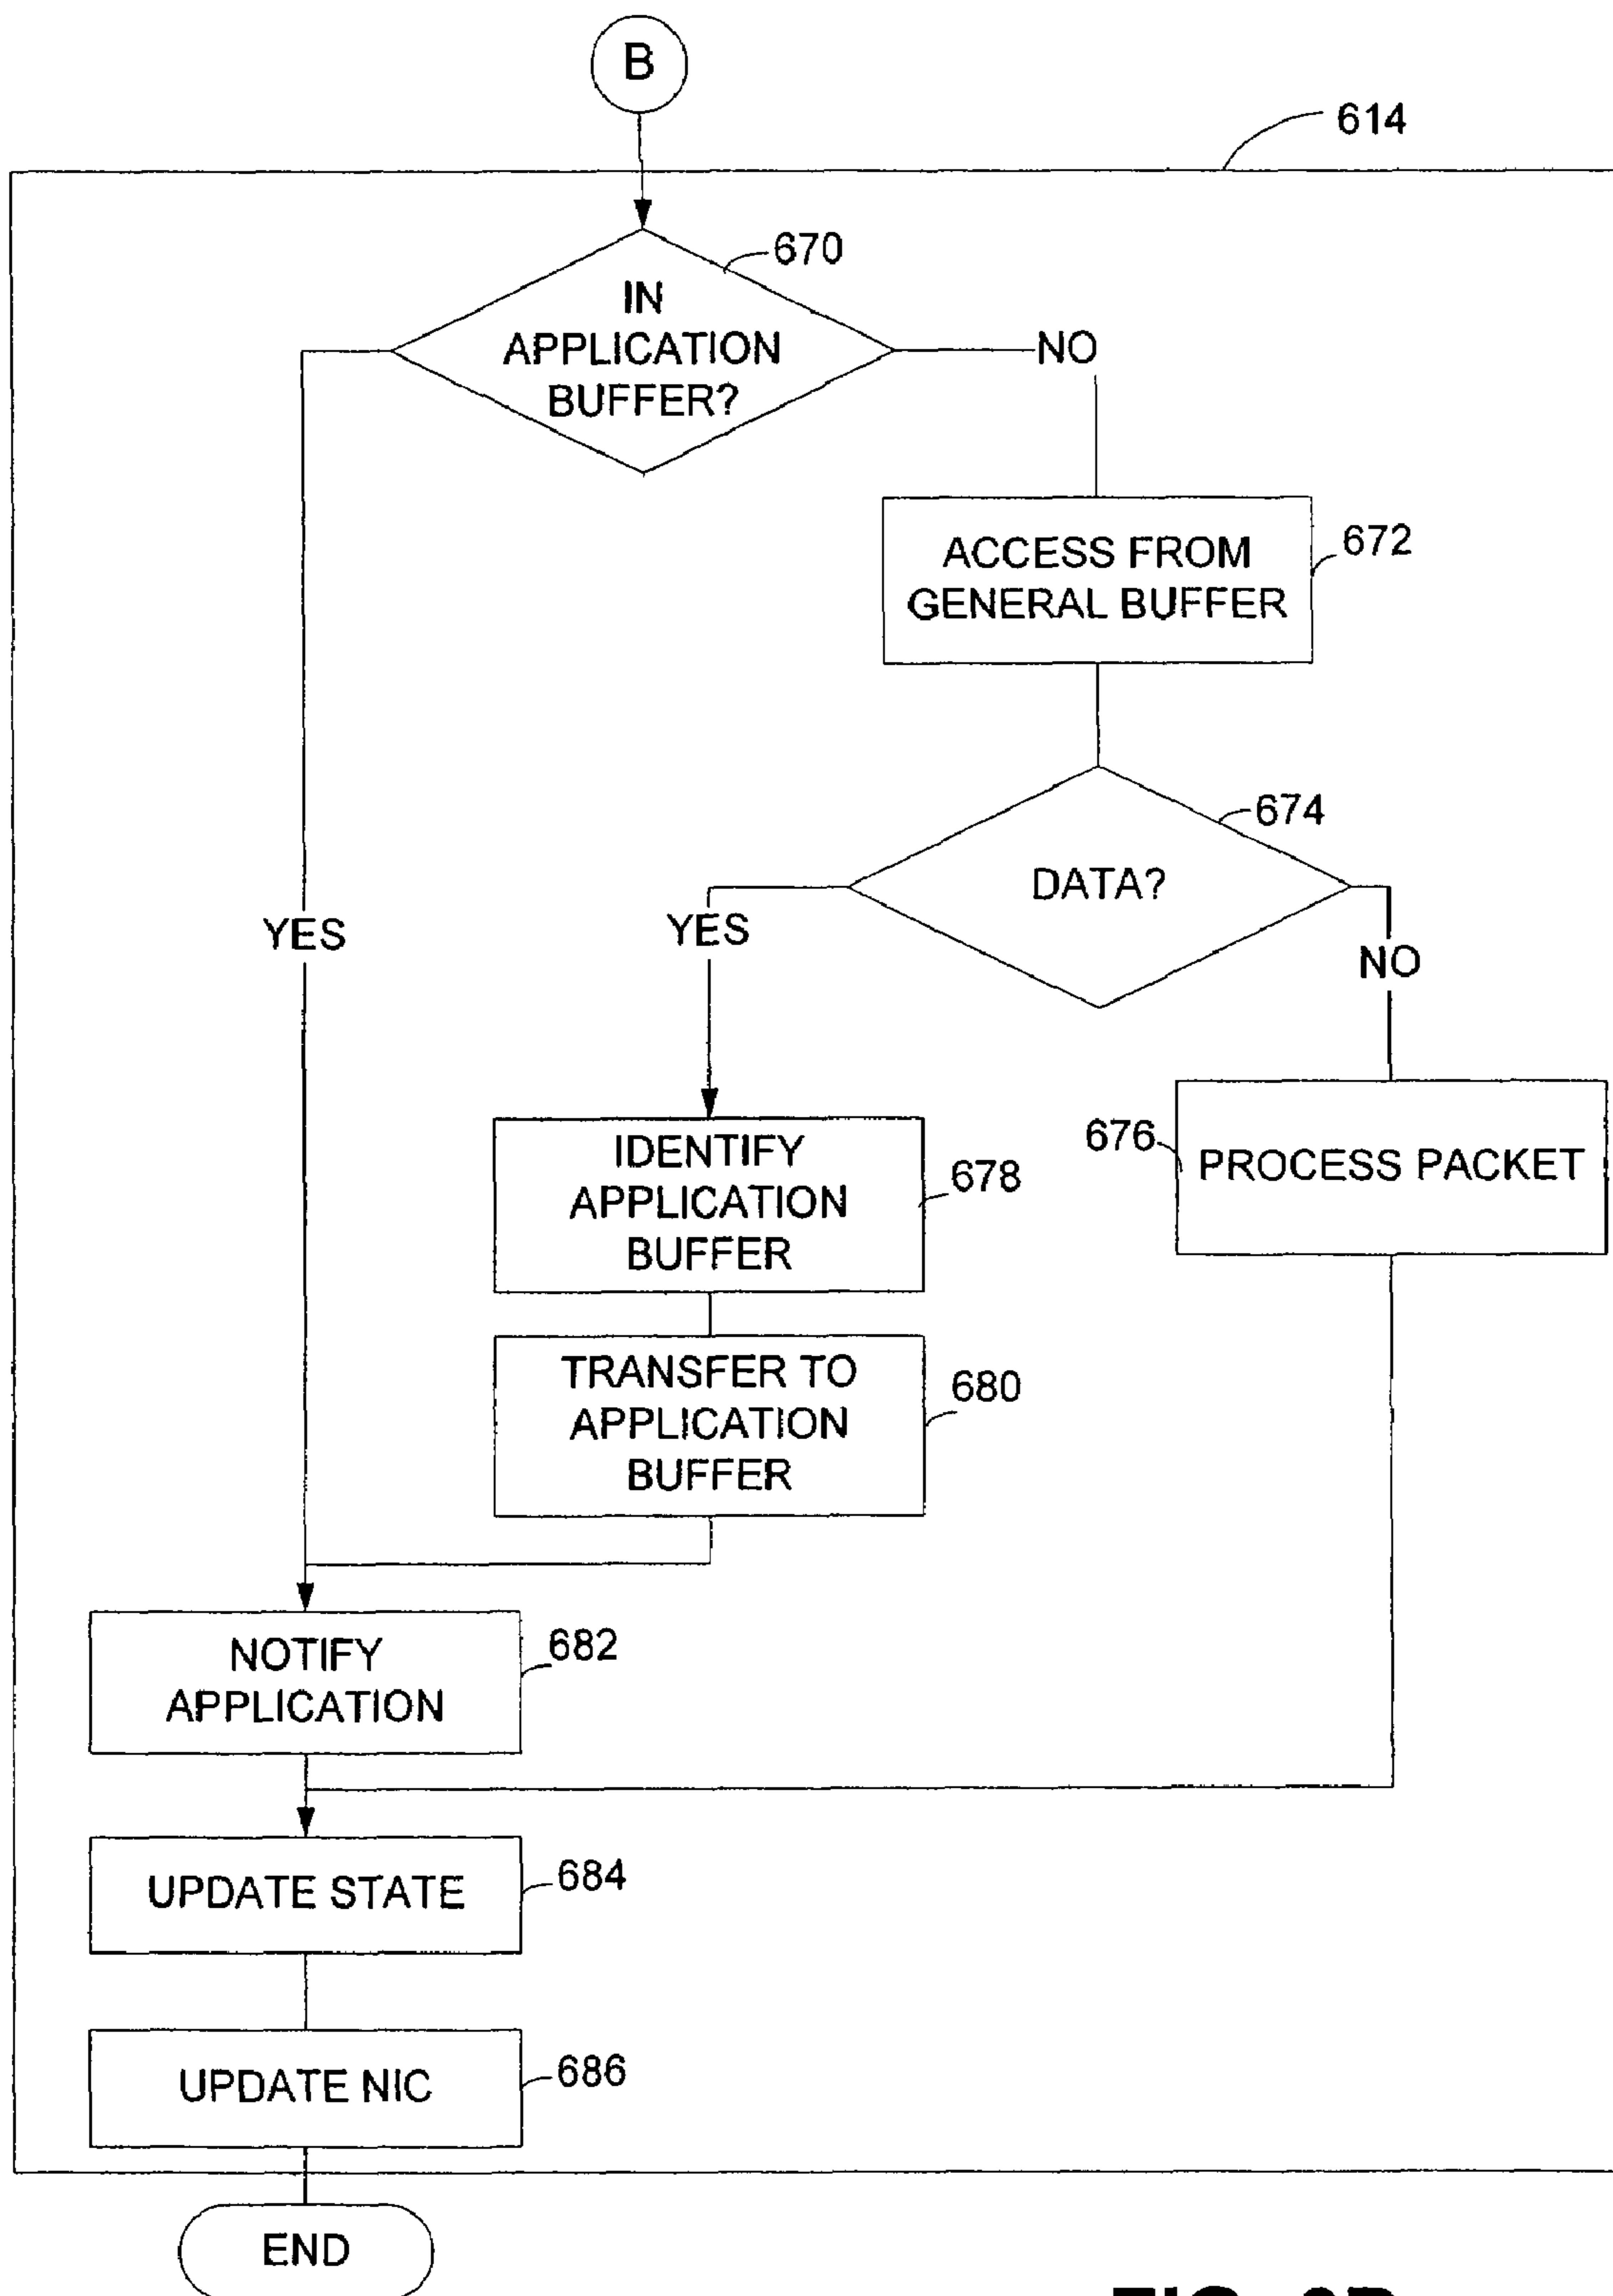 B
614
670
IN
APPLICATION
BUFFER?
NO
ACCESS FROM
GENERAL BUFFER
672
674
DATA?
YES
YES
NO
IDENTIFY
APPLICATION
BUFFER
678
676
PROCESS PACKET
TRANSFER TO
APPLICATION
BUFFER
680
NOTIFY
APPLICATION
682
UPDATE STATE
684
UPDATE NIC
686
END